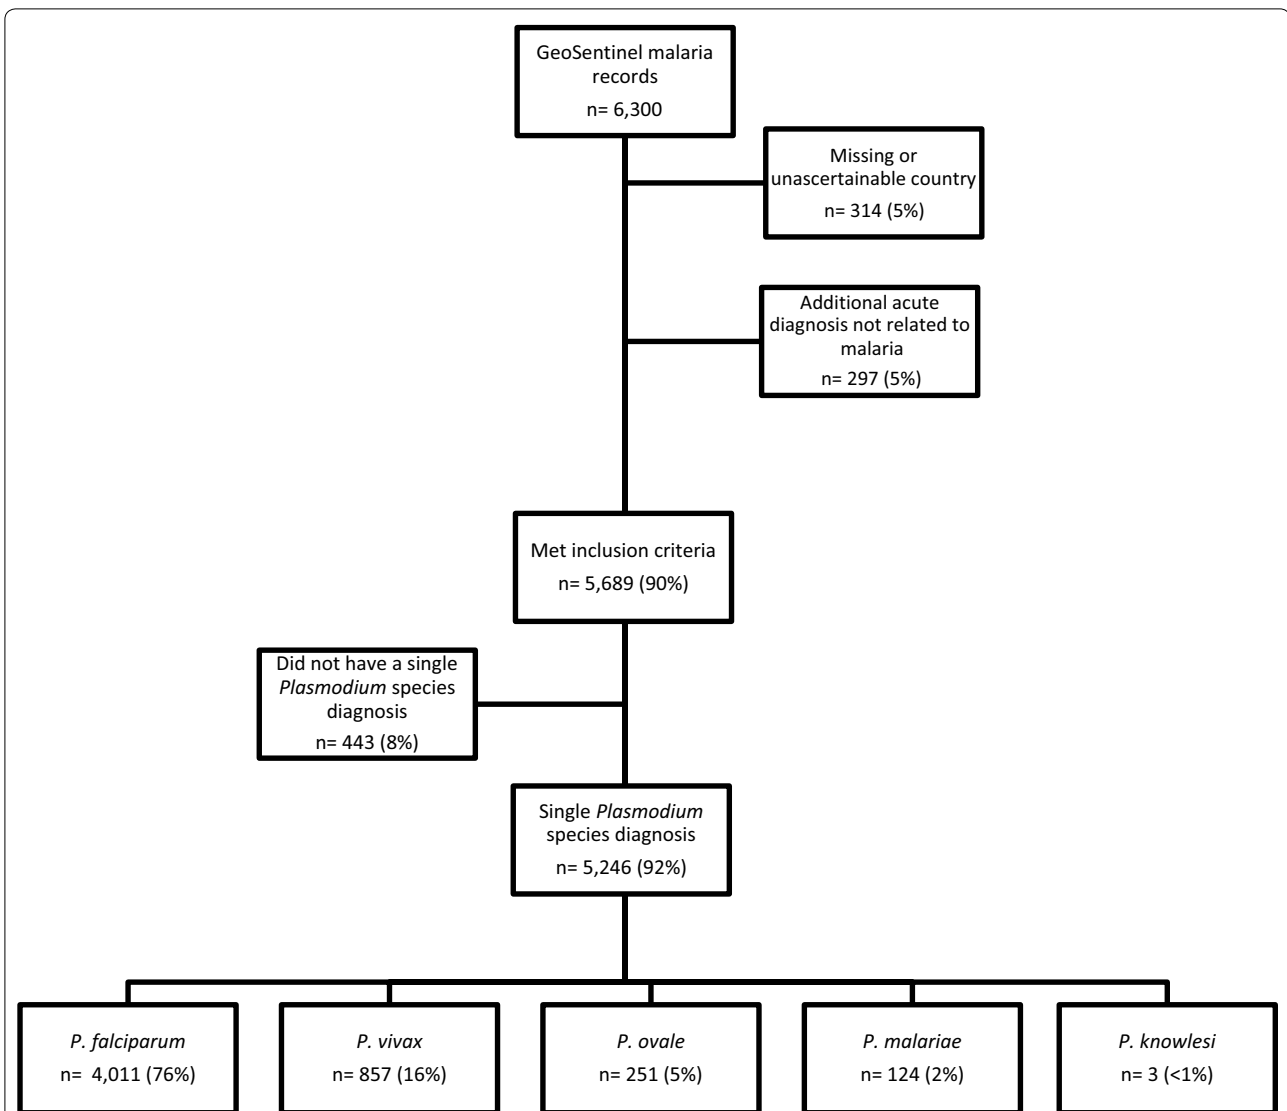 GeoSentinel malaria
records
n= 6,300
Missing or
unascertainable country
n= 314 (5%)
Additional acute
diagnosis not related to
malaria
n= 297 (5%)
Met inclusion criteria
n= 5,689 (90%)
Did not have a single
Plasmodium species
diagnosis
n= 443 (8%)
Single Plasmodium
species diagnosis
n= 5,246 (92%)
P. falciparum
n= 4,011 (76%)
P. vivax
n= 857 (16%)
P. ovale
n= 251 (5%)
P. malariae
n= 124 (2%)
P. knowlesi
n= 3 (<1%)